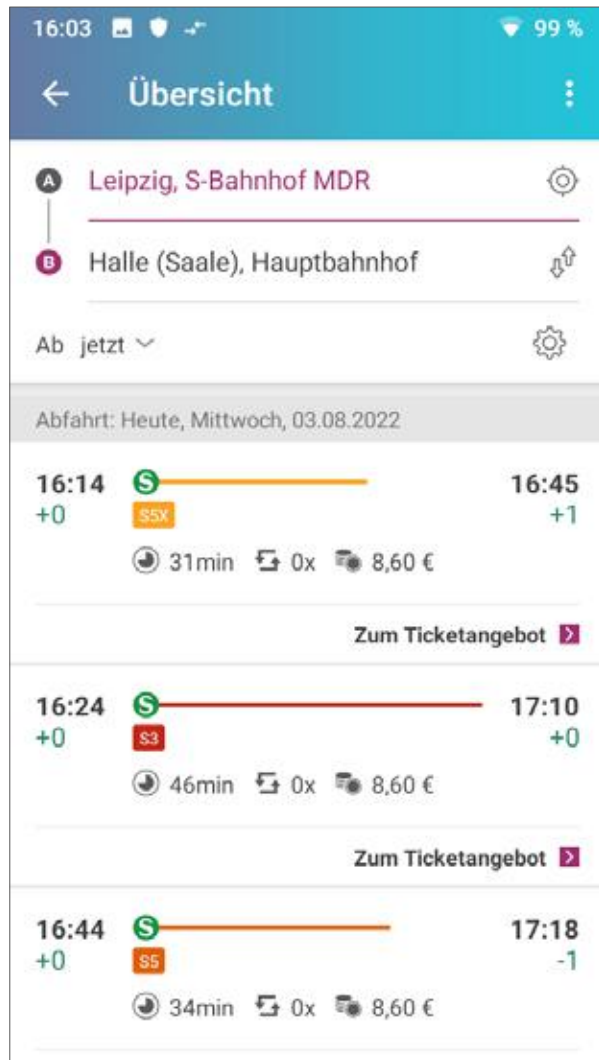 16:03 99 %
Übersicht
A Leipzig, S-Bahnhof MDR
B Halle (Saale), Hauptbahnhof
Ab jetzt
Abfahrt: Heute, Mittwoch, 03.08.2022
16:14 S 16:45
+0 S5X +1
31min 0x 8,60 €
Zum Ticketangebot
16:24 S 17:10
+0 S3 +0
46min 0x 8,60 €
Zum Ticketangebot
16:44 S 17:18
+0 S5 -1
34min 0x 8,60 €